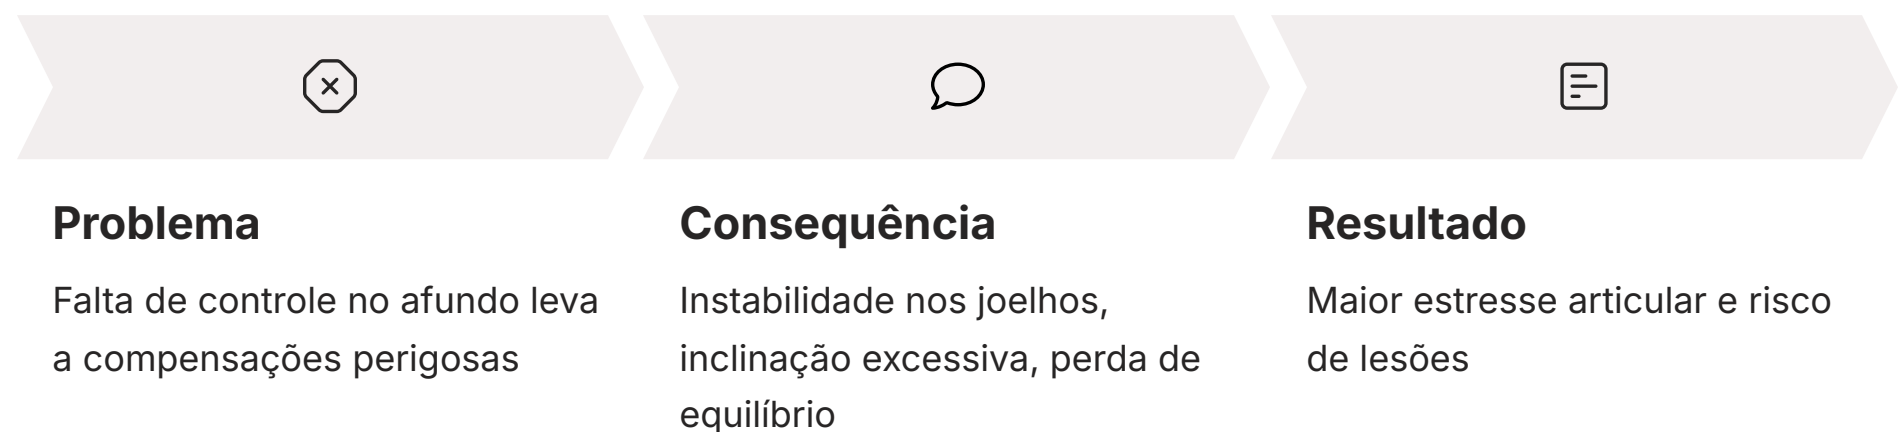 Problema
Falta de controle no afundo leva
a compensações perigosas
Consequência
Instabilidade nos joelhos,
inclinação excessiva, perda de
equilíbrio
Resultado
Maior estresse articular e risco
de lesões